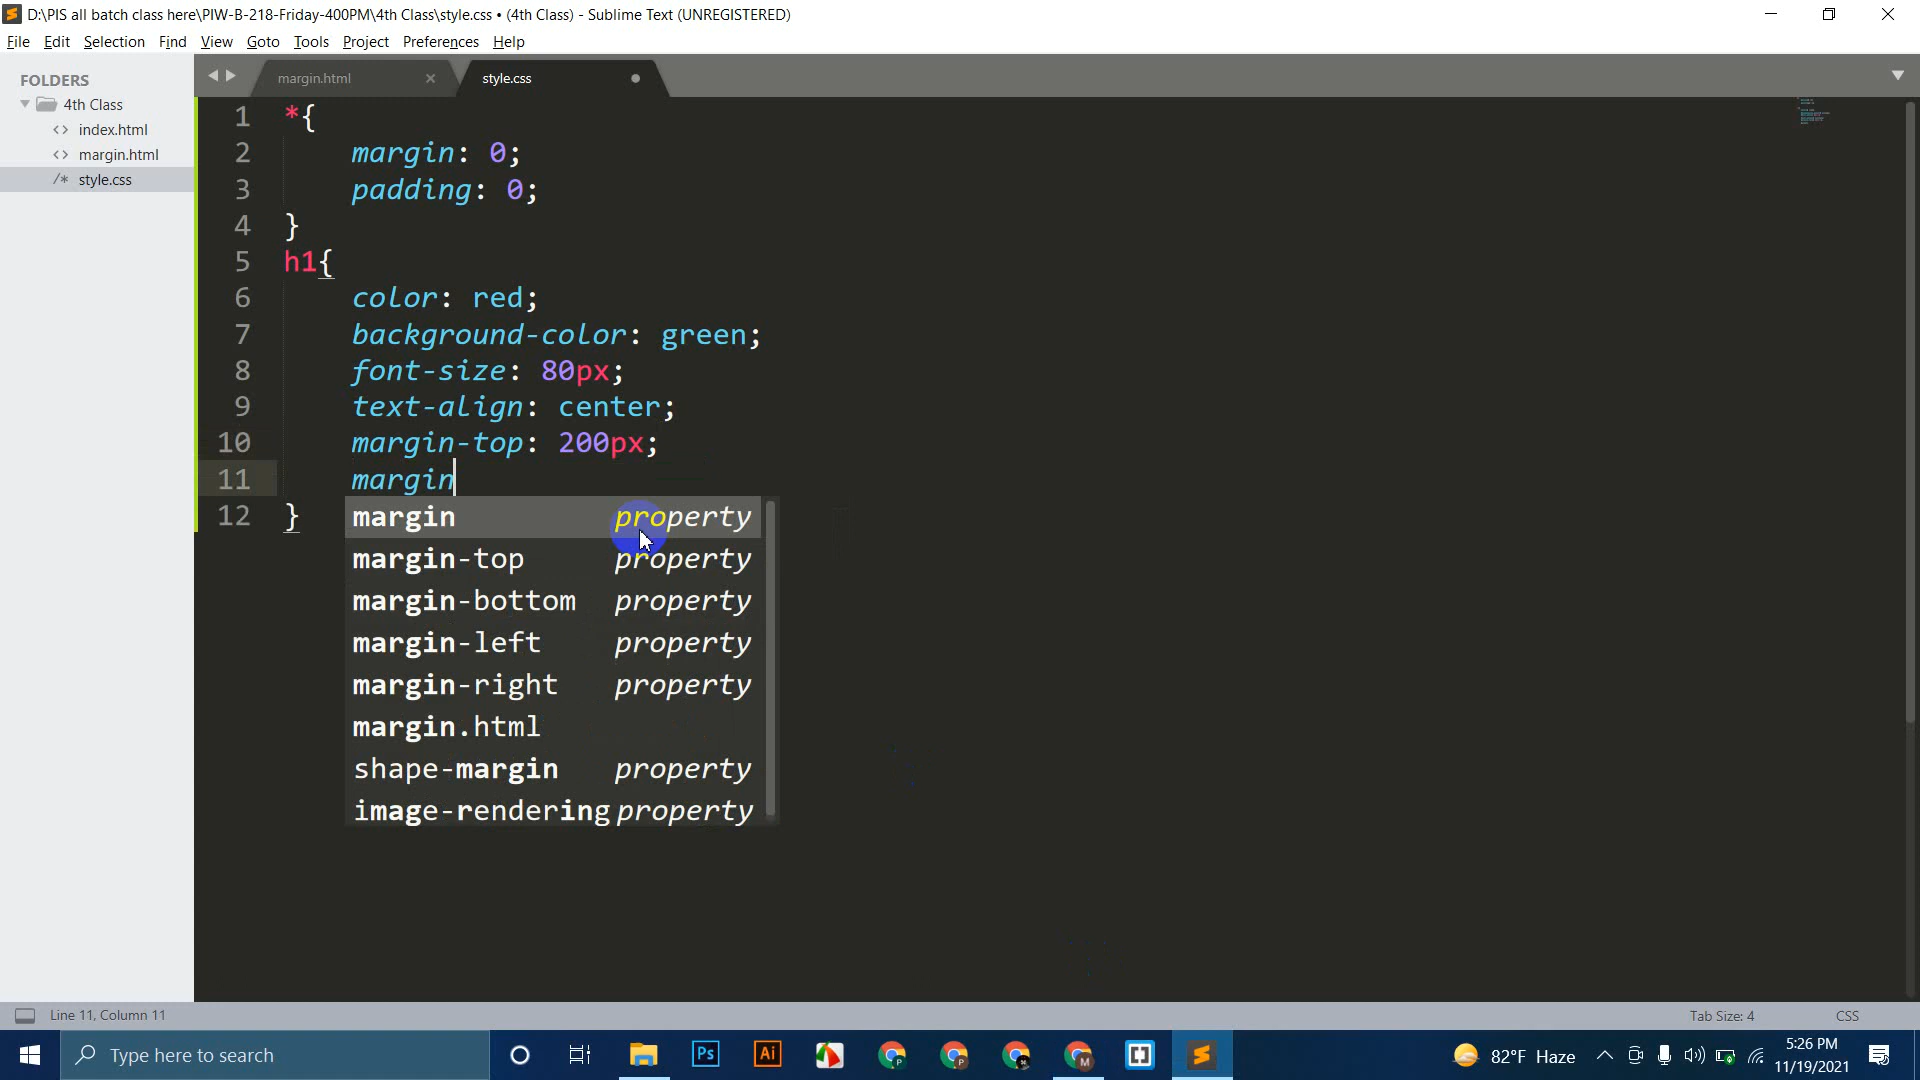 D:\PIS all batch class here\PIW-B-218-Friday-400PM\4th Class\style.css • (4th Class) - Sublime Text (UNREGISTERED)
File Edit Selection Find View Goto Tools Project Preferences Help
FOLDERS
4th Class
<> index.html
<> margin.html
/* style.css
margin.html
style.css
1 *{
2 margin: 0;
3 padding: 0;
4 }
5 h1{
6 color: red;
7 background-color: green;
8 font-size: 80px;
9 text-align: center;
10 margin-top: 200px;
11 margin
12 }
margin property
margin-top property
margin-bottom property
margin-left property
margin-right property
margin.html
shape-margin property
image-rendering property
Line 11, Column 11
Tab Size: 4
CSS
Type here to search
Ps
Ai
82°F Haze
5:26 PM
11/19/2021